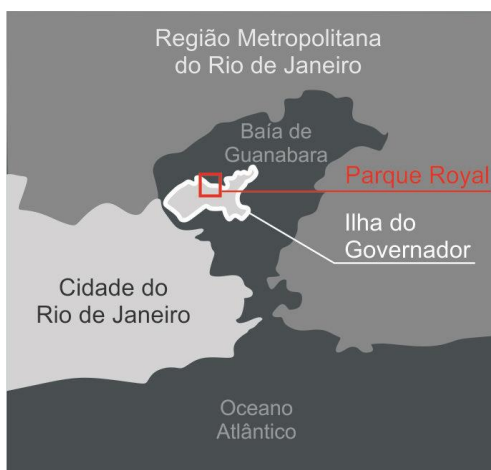 Região Metropolitana
do Rio de Janeiro
Baía de
Guanabara
Parque Royal
Ilha do
Governador
Cidade do
Rio de Janeiro
Oceano
Atlântico